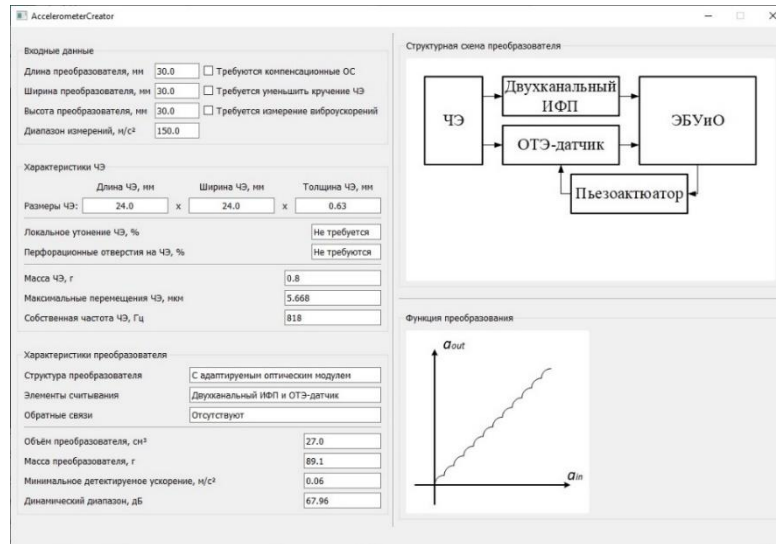 AccelerometerCreator
Входные данные
Длина преобразователя, мм 30.0 Требуются компенсационные ОС
Ширина преобразователя, мм 30.0 Требуется уменьшить кручение ЧЭ
Высота преобразователя, мм 30.0 Требуется измерение виброускорений
Диапазон измерений, м/с² 150.0
Характеристики ЧЭ
Длина ЧЭ, мм Ширина ЧЭ, мм Толщина ЧЭ, мм
Размеры ЧЭ: 24.0 x 24.0 x 0.63
Локальное утонение ЧЭ, % Не требуется
Перфорационные отверстия на ЧЭ, % Не требуются
Масса ЧЭ, г 0.8
Максимальные перемещения ЧЭ, мкм 5.668
Собственная частота ЧЭ, Гц 818
Характеристики преобразователя
Структура преобразователя С адаптируемым оптическим модулем
Элементы считывания Двухканальный ИФП и ОТЭ-датчик
Обратные связи Отсутствуют
Объём преобразователя, см³ 27.0
Масса преобразователя, г 89.1
Минимальное детектируемое ускорение, м/с² 0.06
Динамический диапазон, дБ 67.96
Структурная схема преобразователя
ЧЭ
Двухканальный
ИФП
ОТЭ-датчик
ЭБУиО
Пьезоактюатор
Функция преобразования
aout
ain